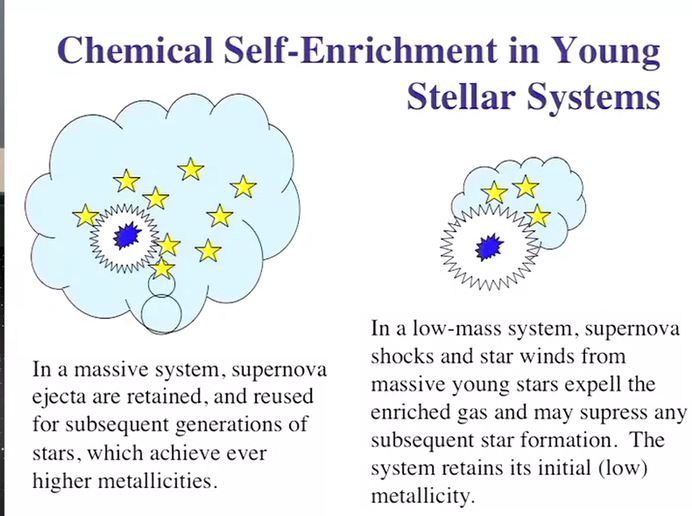 Chemical Self-Enrichment in Young
Stellar Systems
In a massive system, supernova
ejecta are retained, and reused
for subsequent generations of
stars, which achieve ever
higher metallicities.
In a low-mass system, supernova
shocks and star winds from
massive young stars expell the
enriched gas and may supress any
subsequent star formation.  The
system retains its initial (low)
metallicity.